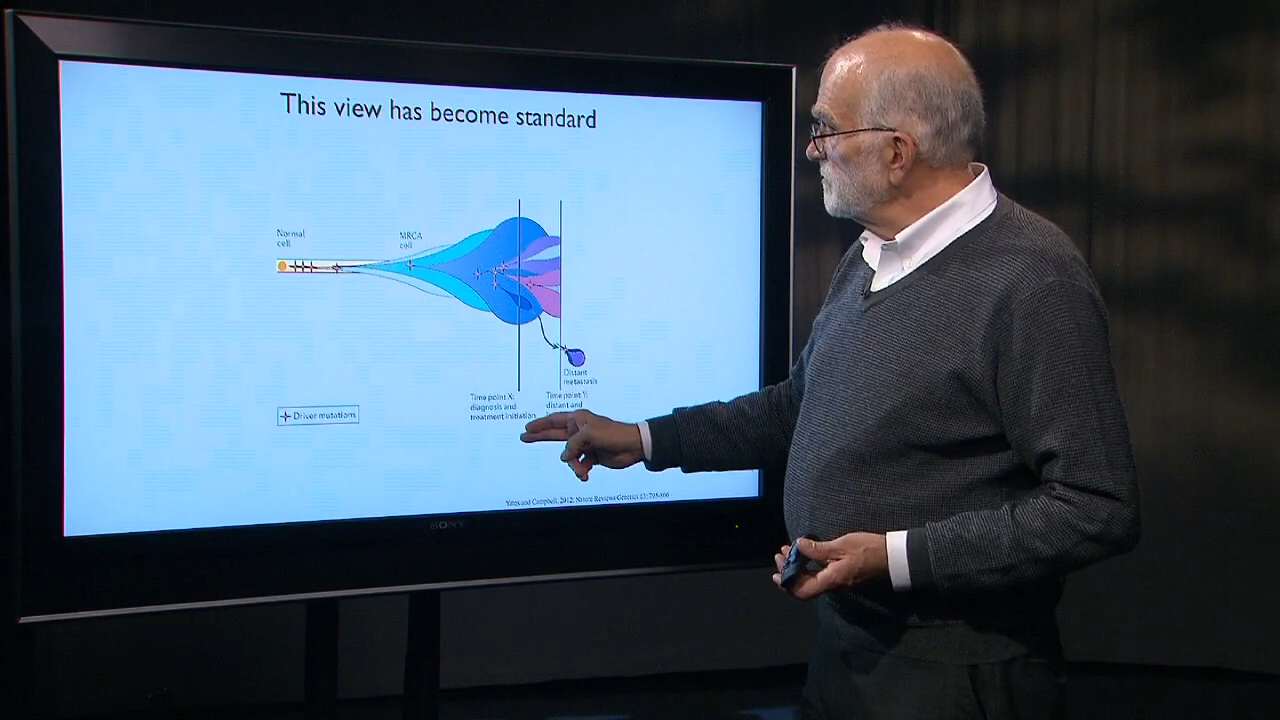 This view has become standard
Normal
cell
MRCA
cell
Distant
metastasis
Time point X:
diagnosis and
treatment initiation
Time point Y:
distant and
Driver mutations
Yates and Campbell, 2012, Nature Reviews Genetics 13: 795-806
SONY